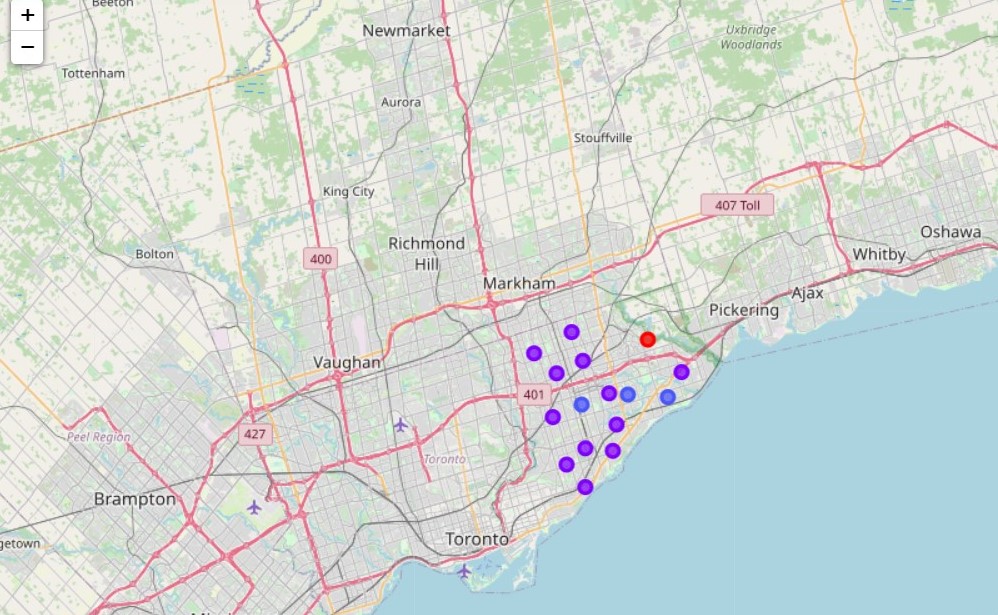 Beeton
+
−
Newmarket
Uxbridge
Woodlands
Tottenham
Aurora
Stouffville
King City
407 Toll
Oshawa
Richmond
Hill
Bolton
400
Whitby
Markham
Ajax
Pickering
Vaughan
401
427
Peel Region
Toronto
Brampton
Toronto
getown